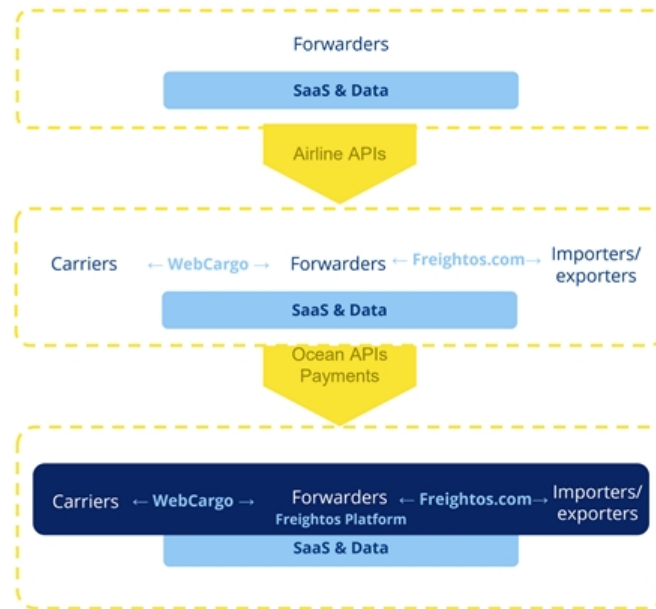 Forwarders
SaaS & Data
Airline APIs
Carriers ← WebCargo → Forwarders ← Freightos.com → Importers/
exporters
SaaS & Data
Ocean APIs
Payments
Carriers ← WebCargo → Forwarders ← Freightos.com → Importers/
exporters
Freightos Platform
SaaS & Data